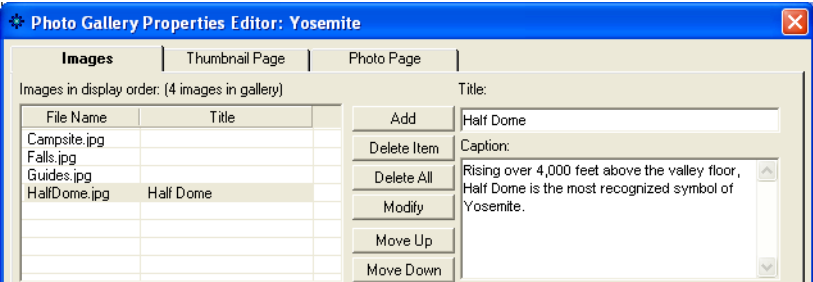 Photo Gallery Properties Editor: Yosemite
Images Thumbnail Page Photo Page
Images in display order: (4 images in gallery)
File Name Title
Campsite.jpg
Falls.jpg
Guides.jpg
HalfDome.jpg Half Dome
Add
Delete Item
Delete All
Modify
Move Up
Move Down
Title:
Half Dome
Caption:
Rising over 4,000 feet above the valley floor,
Half Dome is the most recognized symbol of
Yosemite.